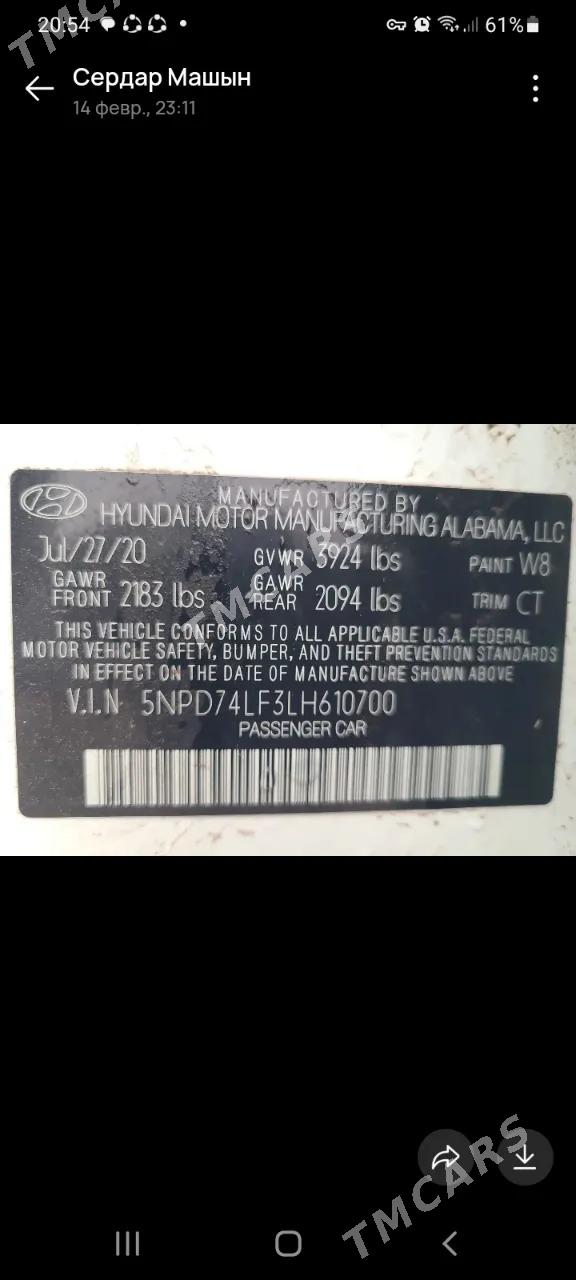 20:54
61%
Сердар Машын
14 февр., 23:11
TMCARS
MANUFACTURED BY
HYUNDAI MOTOR MANUFACTURING ALABAMA, LLC
Jul/27/20 GVWR 3924 lbs PAINT W8
GAWR FRONT 2183 lbs GAWR REAR 2094 lbs TRIM CT
THIS VEHICLE CONFORMS TO ALL APPLICABLE U.S.A. FEDERAL
MOTOR VEHICLE SAFETY, BUMPER, AND THEFT PREVENTION STANDARDS
IN EFFECT ON THE DATE OF MANUFACTURE SHOWN ABOVE
V.I.N 5NPD74LF3LH610700
PASSENGER CAR
TMCARS
TMCARS